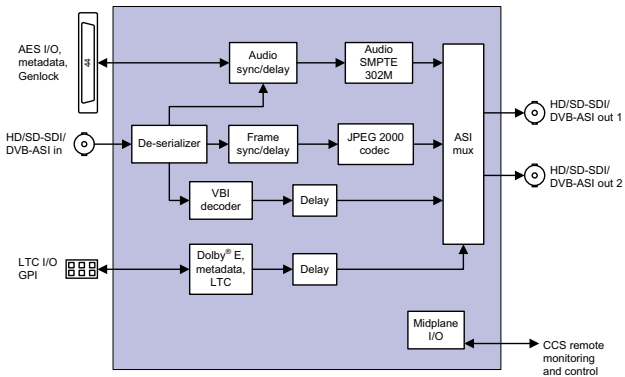 AES I/O,
metadata,
Genlock
44
Audio
sync/delay
Audio
SMPTE
302M
ASI
mux
HD/SD-SDI/
DVB-ASI out 1
HD/SD-SDI/
DVB-ASI in
De-serializer
Frame
sync/delay
JPEG 2000
codec
HD/SD-SDI/
DVB-ASI out 2
VBI
decoder
Delay
LTC I/O
GPI
Dolby® E,
metadata,
LTC
Delay
Midplane
I/O
CCS remote
monitoring
and control